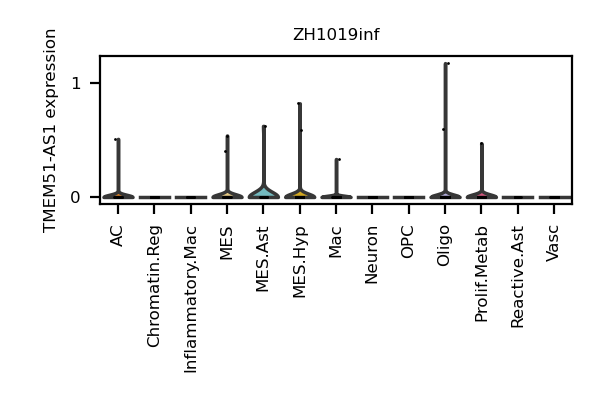 ZH1019inf
TMEM51-AS1 expression
1
0
AC
Chromatin.Reg
Inflammatory.Mac
MES
MES.Ast
MES.Hyp
Mac
Neuron
OPC
Oligo
Prolif.Metab
Reactive.Ast
Vasc